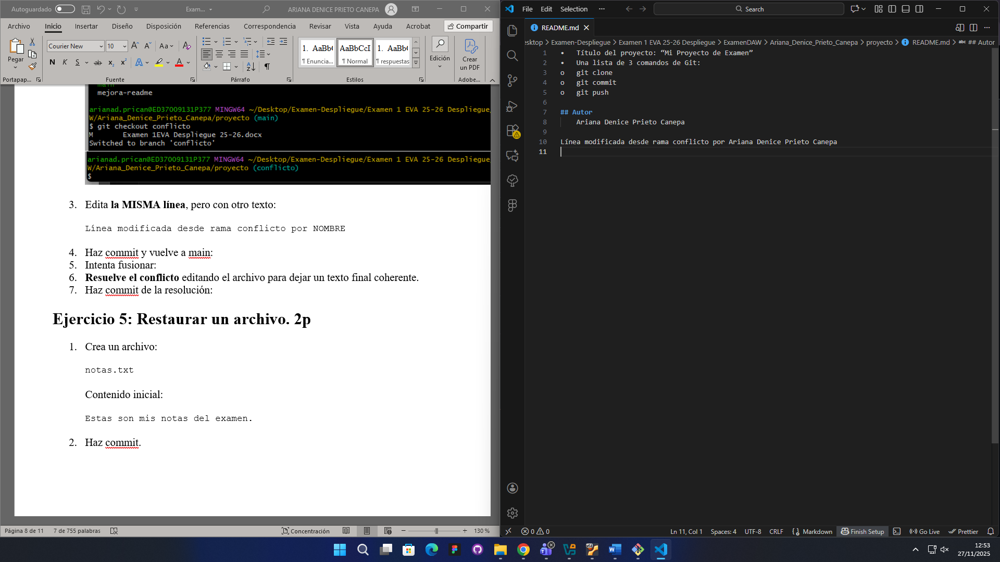 Autoguardado
Exam...
ARIANA DENICE PRIETO CANEPA
Archivo Inicio Insertar Diseño Disposición Referencias Correspondencia Revisar Vista Ayuda Acrobat Compartir
Pegar
Courier New 10
Aa
N K S ab x₂ x²
1. AaBb( AaBbCcI 1. AaBb(
¶ Enuncia... ¶ Normal ¶ respuestas
Edición
Crear
un PDF
Portapap... Fuente Párrafo Estilos Adobe...
main
mejora-readme
arianad.prican@ED37OO9131P377 MINGW64 ~/Desktop/Examen-Despliegue/Examen 1 EVA 25-26 Despliegue
W/Ariana_Denice_Prieto_Canepa/proyecto (main)
$ git checkout conflicto
M Examen 1EVA Despliegue 25-26.docx
Switched to branch 'conflicto'
arianad.prican@ED37OO9131P377 MINGW64 ~/Desktop/Examen-Despliegue/Examen 1 EVA 25-26 Despliegue
W/Ariana_Denice_Prieto_Canepa/proyecto (conflicto)
$
3. Edita la MISMA línea, pero con otro texto:
Línea modificada desde rama conflicto por NOMBRE
4. Haz commit y vuelve a main:
5. Intenta fusionar:
6. Resuelve el conflicto editando el archivo para dejar un texto final coherente.
7. Haz commit de la resolución:
Ejercicio 5: Restaurar un archivo. 2p
1. Crea un archivo:
notas.txt
Contenido inicial:
Estas son mis notas del examen.
2. Haz commit.
Página 8 de 11 7 de 755 palabras Concentración 130 %
File Edit Selection ··· Search
README.md
esktop > Examen-Despliegue > Examen 1 EVA 25-26 Despliegue > ExamenDAW > Ariana_Denice_Prieto_Canepa > proyecto > README.md > abc ## Autor
1 • Título del proyecto: “Mi Proyecto de Examen”
2 • Una lista de 3 comandos de Git:
3 o git clone
4 o git commit
5 o git push
6
7 ## Autor
8 Ariana Denice Prieto Canepa
9
10 Línea modificada desde rama conflicto por Ariana Denice Prieto Canepa
11
0 0 Ln 11, Col 1 Spaces: 4 UTF-8 CRLF Markdown Finish Setup Go Live Prettier
12:53
27/11/2025